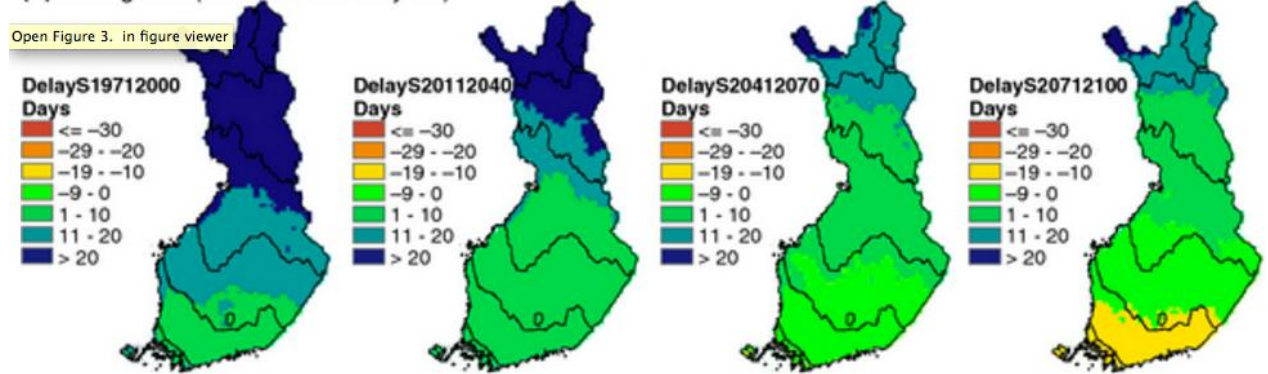 Open Figure 3. in figure viewer
DelayS19712000
Days
<= –30
–29 - –20
–19 - –10
–9 - 0
1 - 10
11 - 20
> 20
0
DelayS20112040
Days
<= –30
–29 - –20
–19 - –10
–9 - 0
1 - 10
11 - 20
> 20
0
DelayS20412070
Days
<= –30
–29 - –20
–19 - –10
–9 - 0
1 - 10
11 - 20
> 20
0
DelayS20712100
Days
<= –30
–29 - –20
–19 - –10
–9 - 0
1 - 10
11 - 20
> 20
0